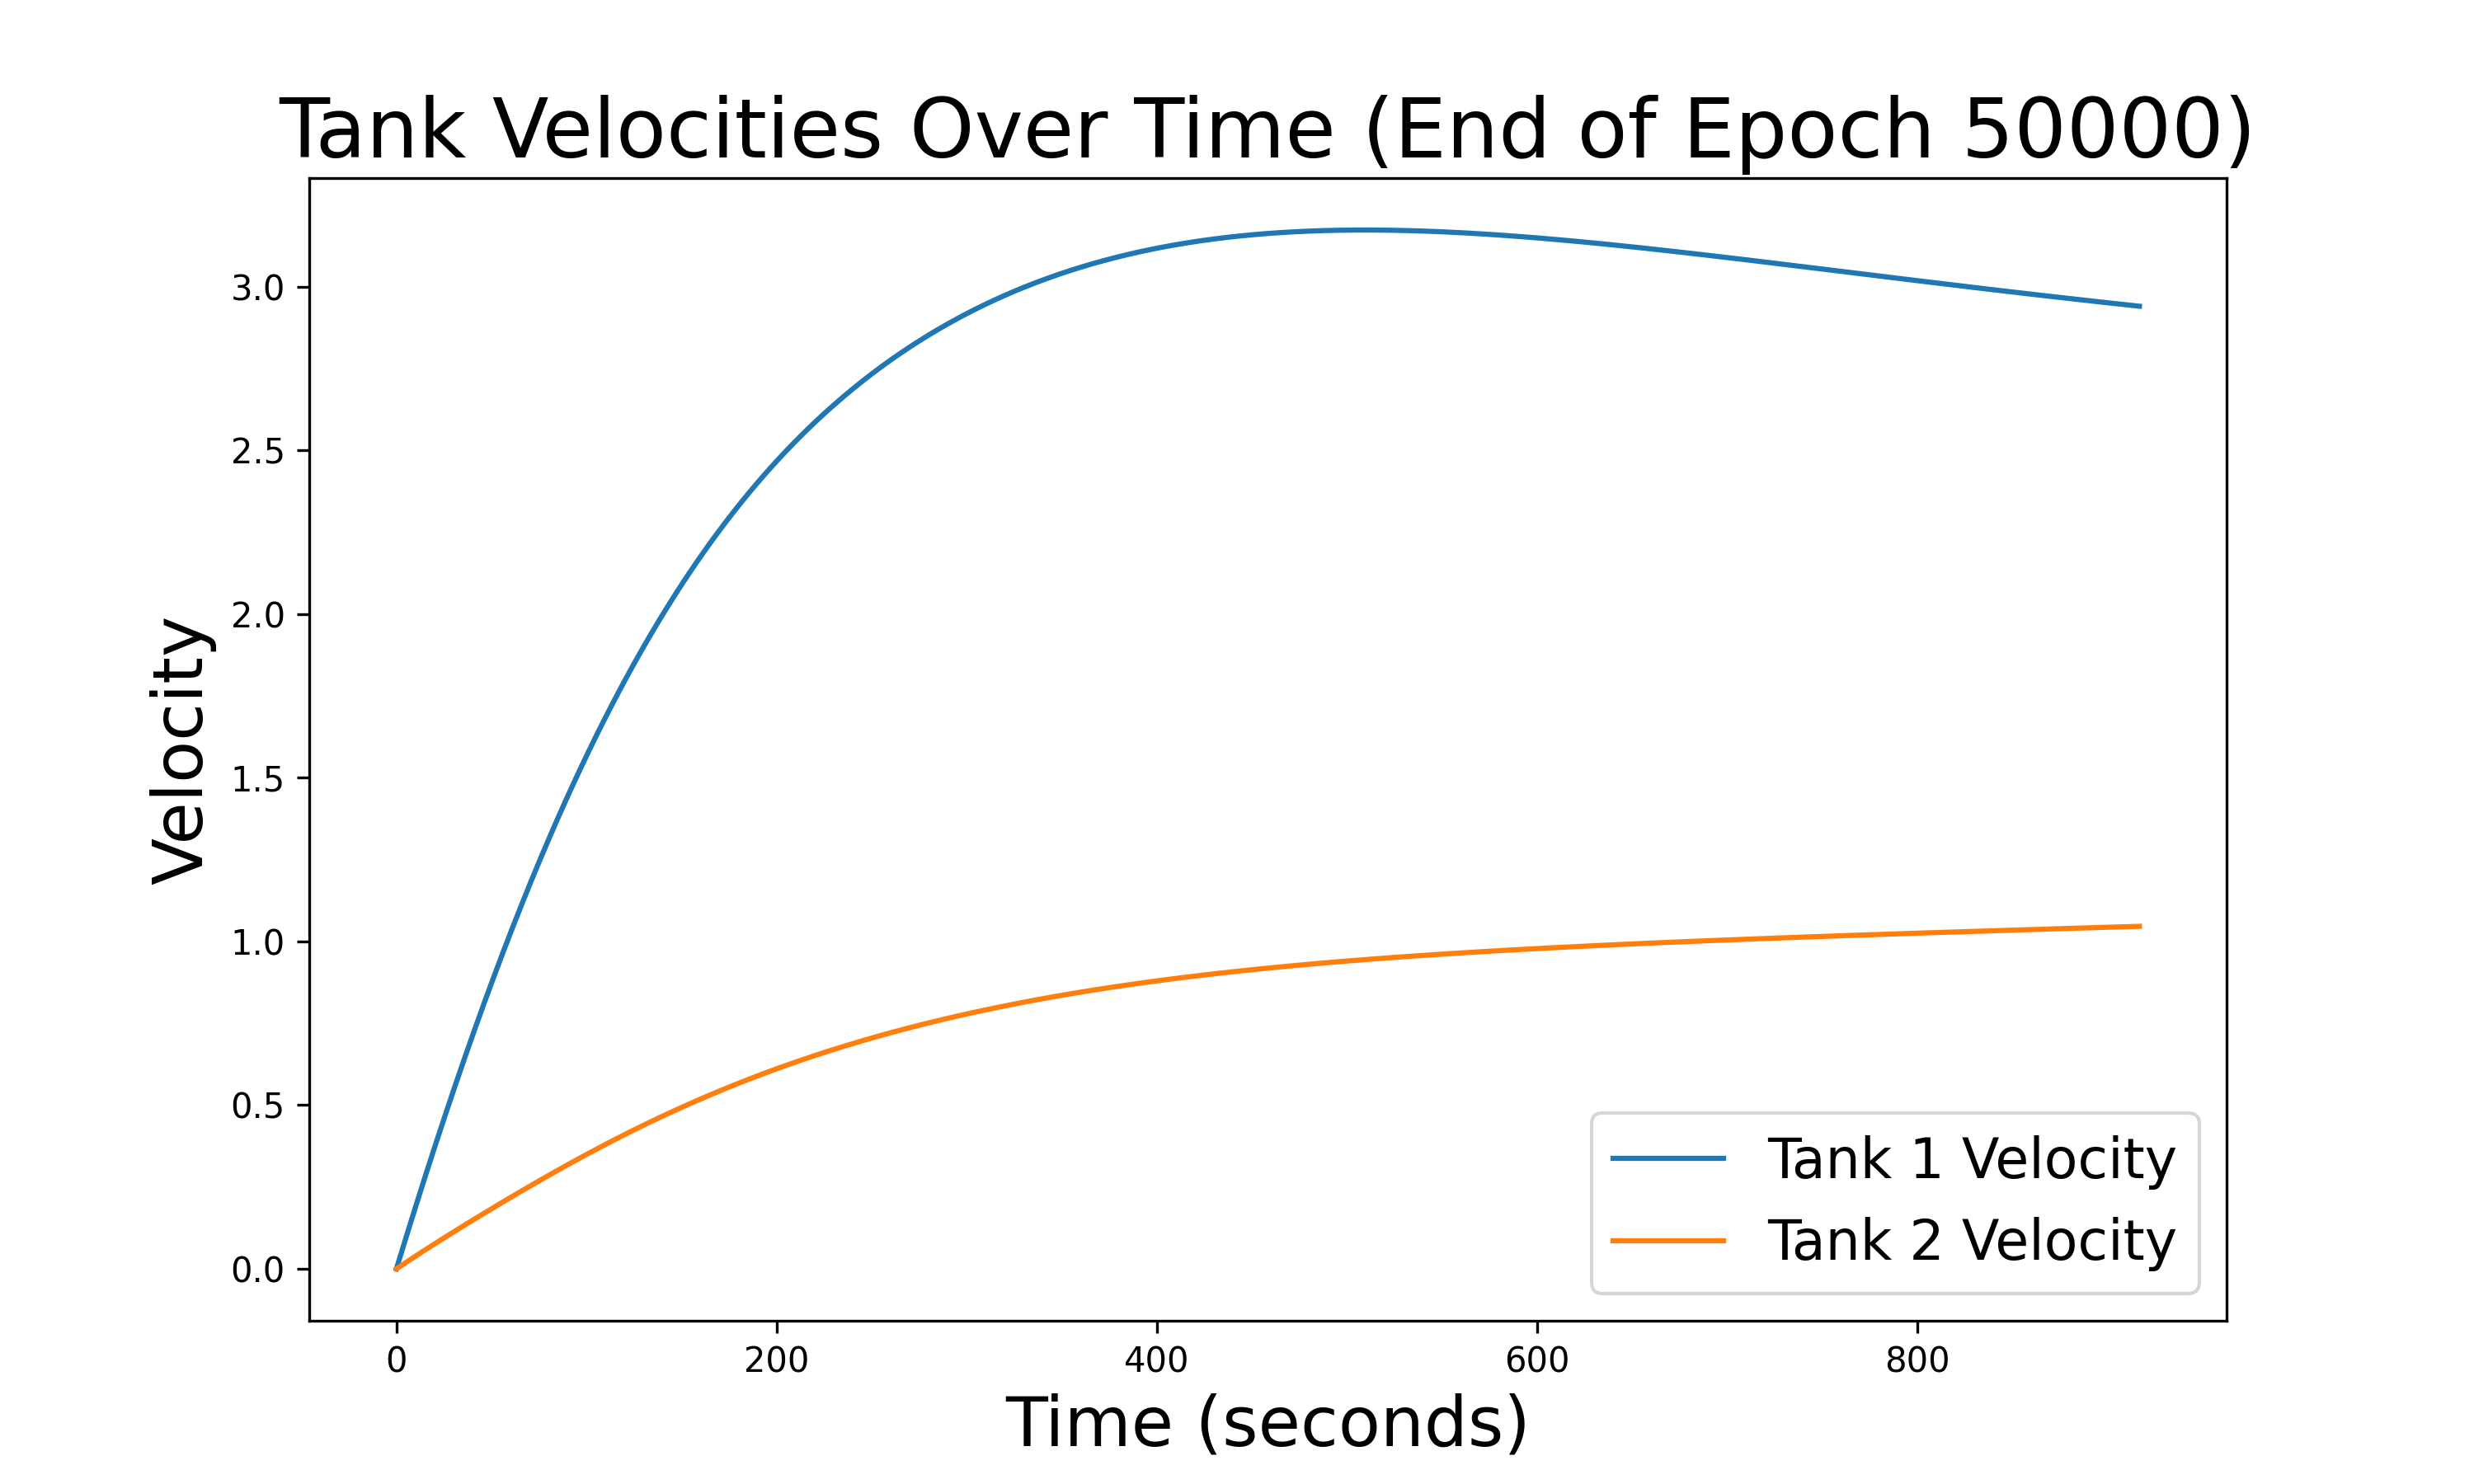 Tank Velocities Over Time (End of Epoch 50000)
Velocity
3.0
2.5
2.0
1.5
1.0
0.5
0.0
0 200 400 600 800
Time (seconds)
Tank 1 Velocity
Tank 2 Velocity